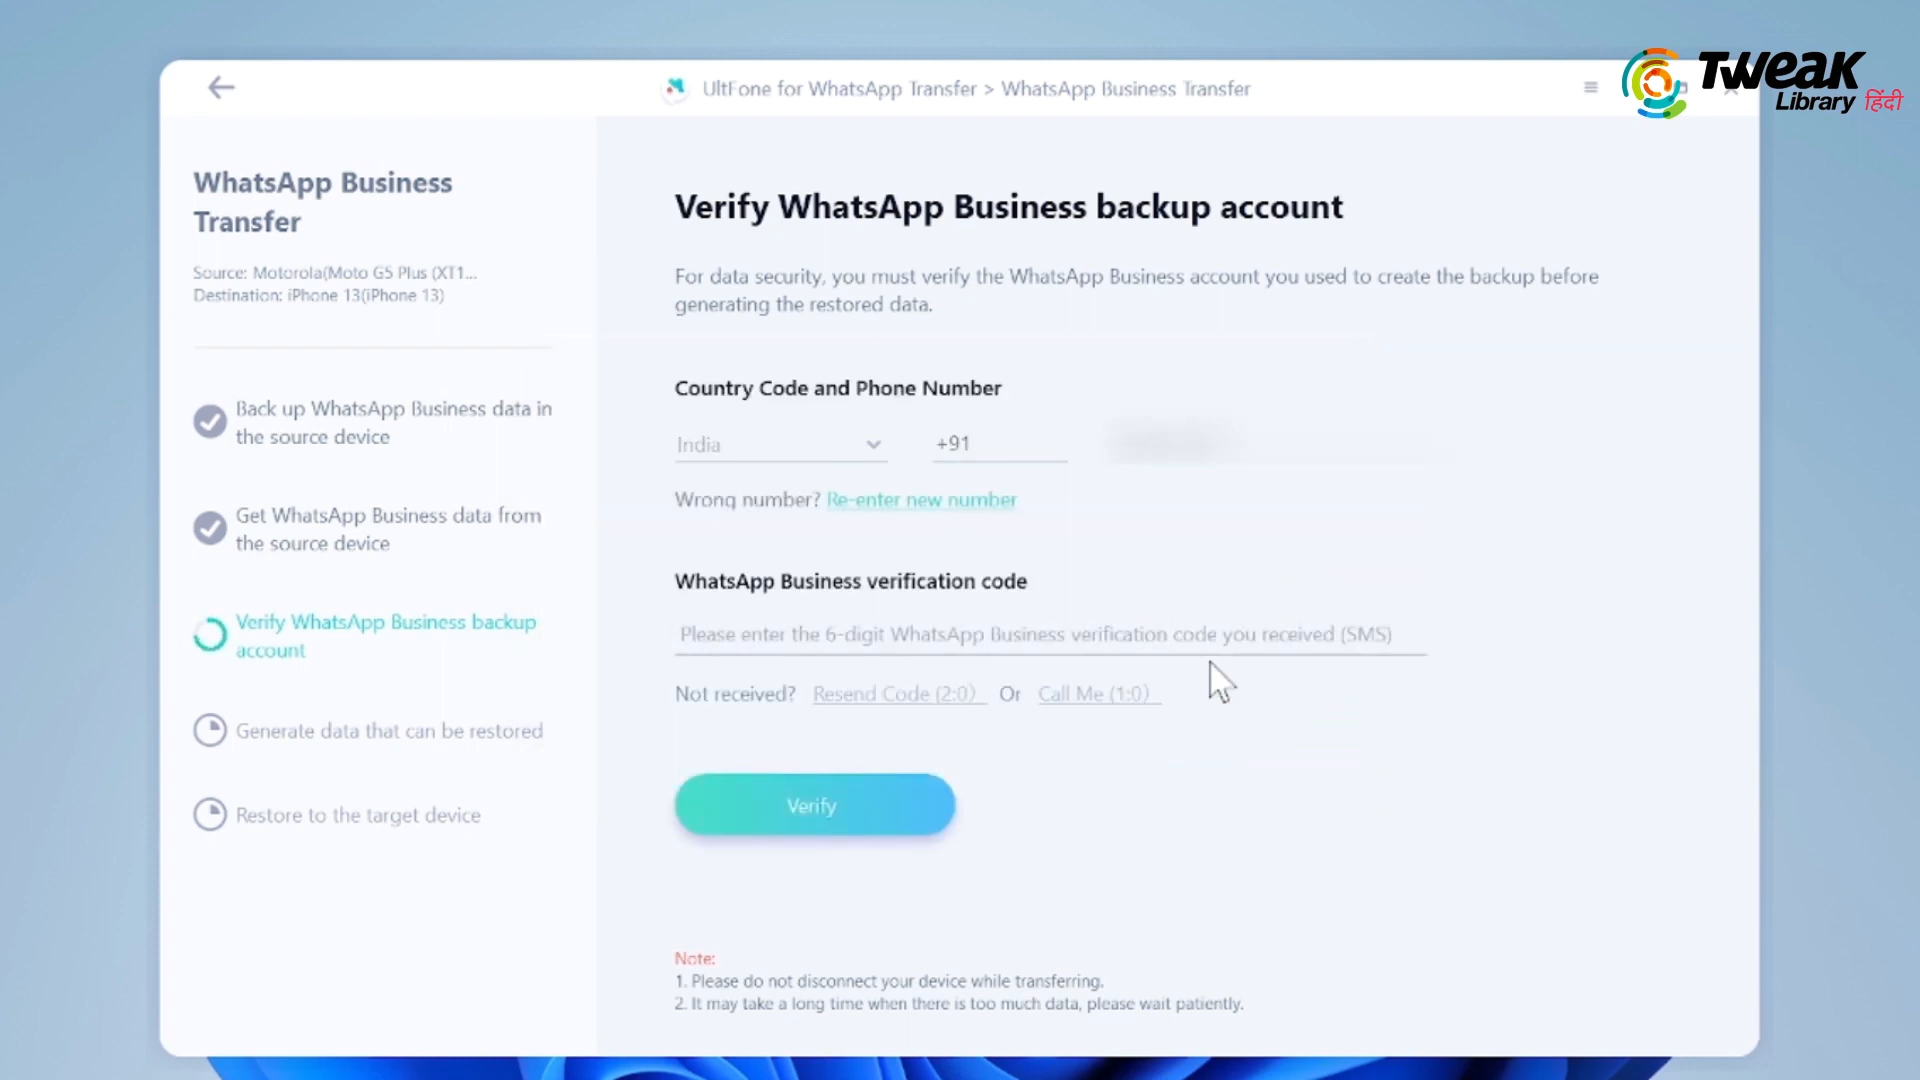 UltFone for WhatsApp Transfer > WhatsApp Business Transfer
TWEAK
Library हिंदी
WhatsApp Business
Transfer
Source: Motorola(Moto G5 Plus (XT1...
Destination: iPhone 13(iPhone 13)
Back up WhatsApp Business data in
the source device
Get WhatsApp Business data from
the source device
Verify WhatsApp Business backup
account
Generate data that can be restored
Restore to the target device
Verify WhatsApp Business backup account
For data security, you must verify the WhatsApp Business account you used to create the backup before
generating the restored data.
Country Code and Phone Number
India +91
Wrong number? Re-enter new number
WhatsApp Business verification code
Please enter the 6-digit WhatsApp Business verification code you received (SMS)
Not received? Resend Code (2:0) Or Call Me (1:0)
Verify
Note:
1. Please do not disconnect your device while transferring.
2. It may take a long time when there is too much data, please wait patiently.